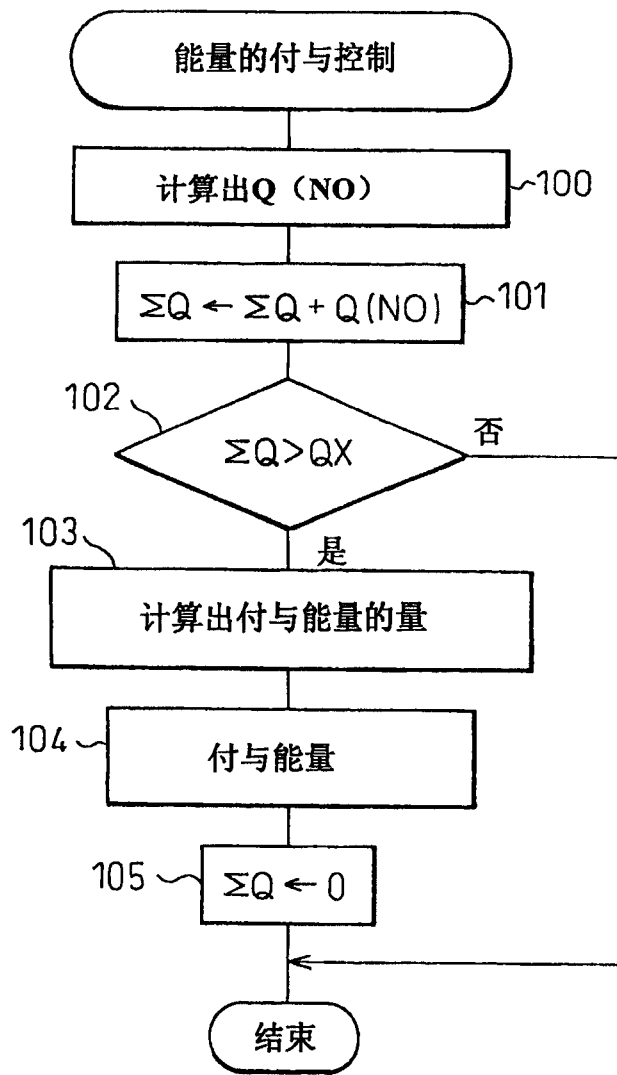 能量的付与控制
计算出Q（NO）
100
ΣQ ← ΣQ + Q(NO)
101
102
ΣQ>QX
否
是
103
计算出付与能量的量
104
付与能量
105
ΣQ ← 0
结束